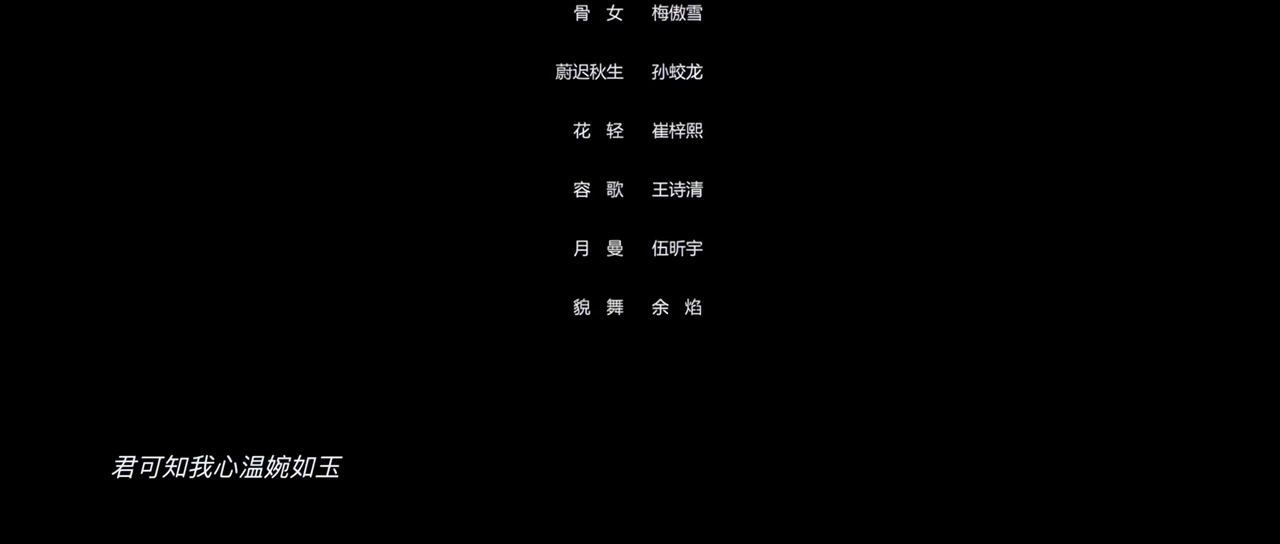 骨 女 梅傲雪
蔚迟秋生 孙蛟龙
花 轻 崔梓熙
容 歌 王诗清
月 曼 伍昕宇
貌 舞 余 焰
君可知我心温婉如玉